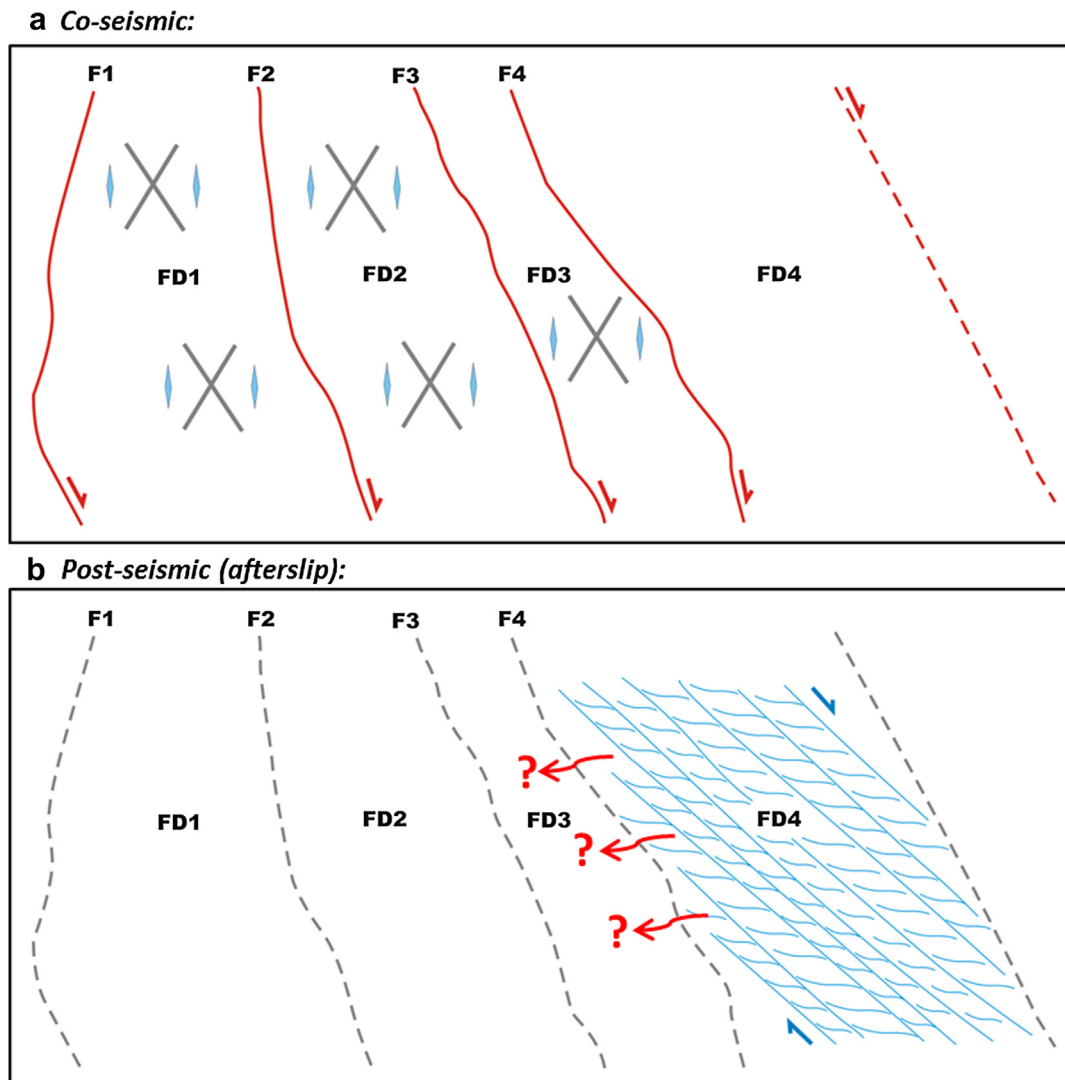 a Co-seismic:
F1 F2 F3 F4
FD1 FD2 FD3 FD4
b Post-seismic (afterslip):
F1 F2 F3 F4
?
FD1 FD2 FD3 FD4
?
?